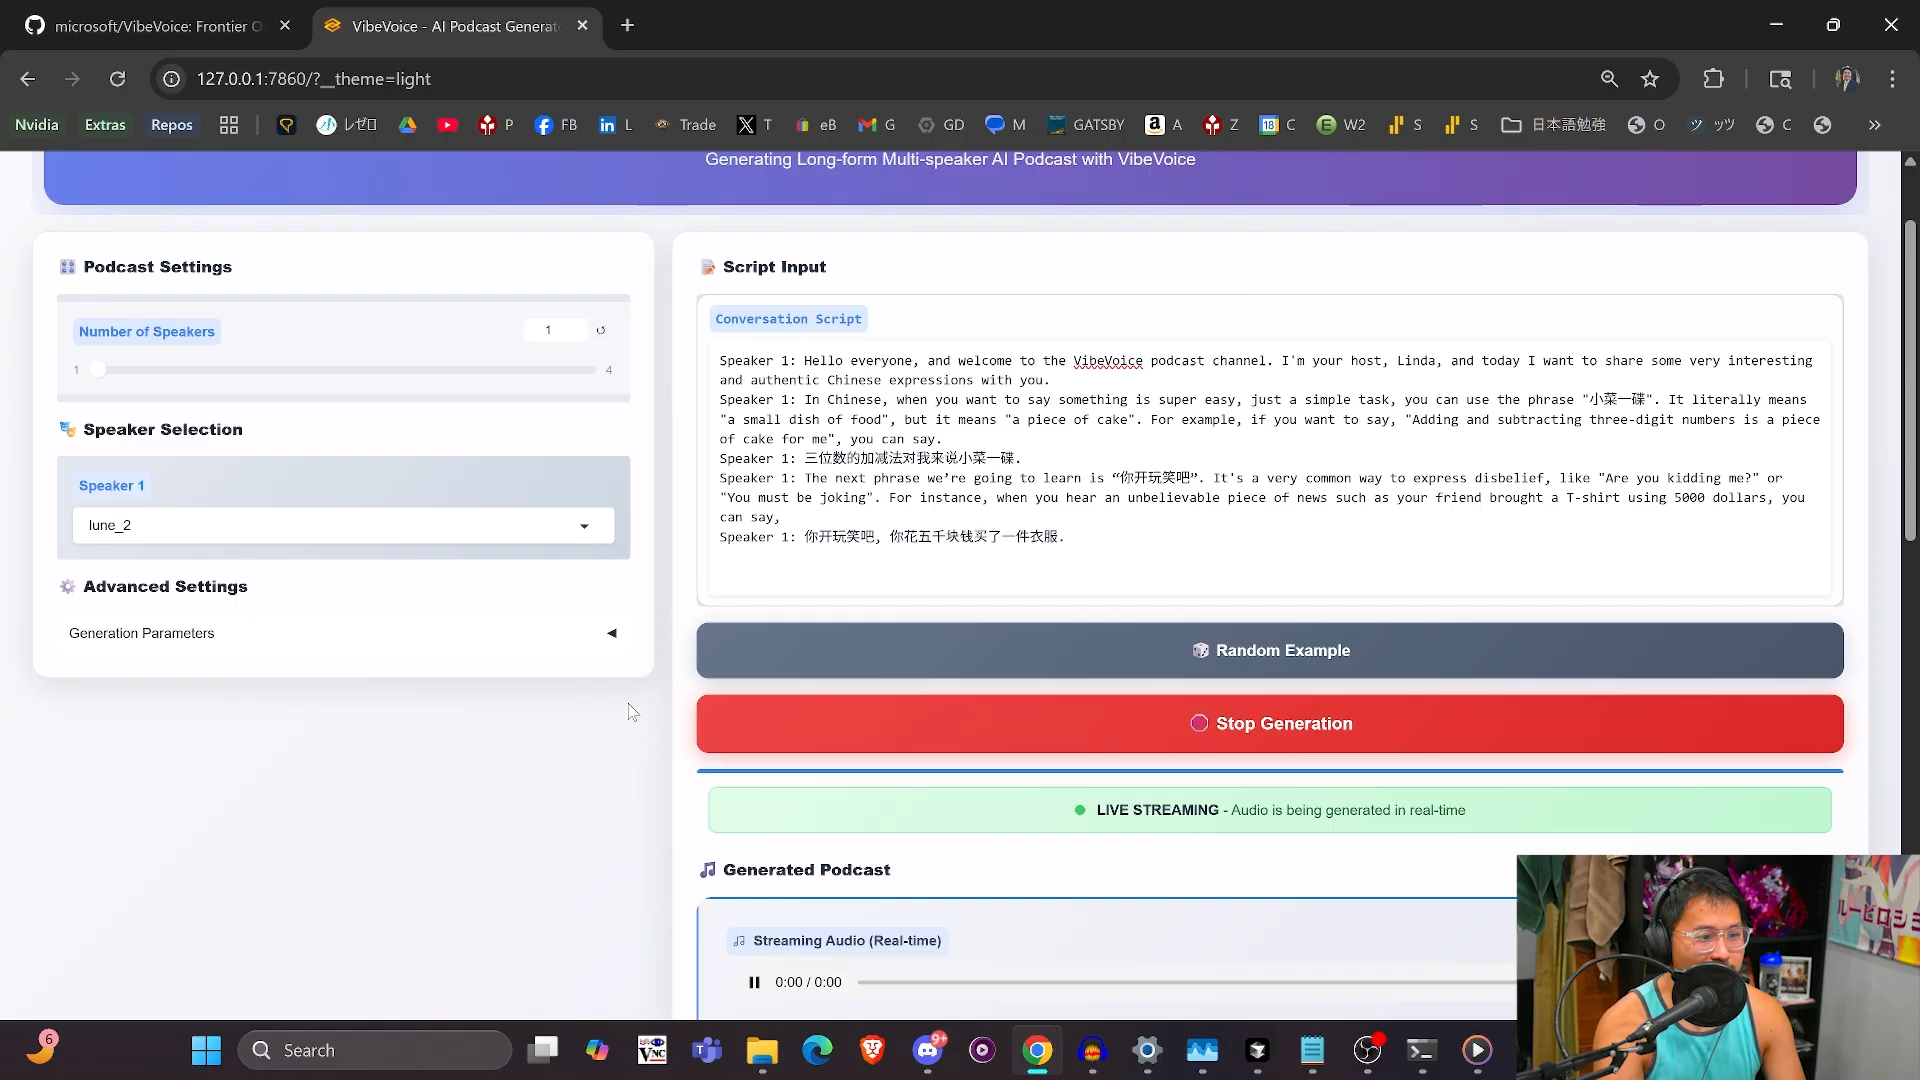 microsoft/VibeVoice: Frontier O
VibeVoice - AI Podcast Generat
127.0.0.1:7860/?__theme=light
Nvidia Extras Repos レゼロ P FB L Trade T eB G GD M GATSBY A Z 18 C W2 S S 日本語勉強 O ッツ C
Generating Long-form Multi-speaker AI Podcast with VibeVoice
Podcast Settings
Number of Speakers 1
1 4
Speaker Selection
Speaker 1
lune_2
Advanced Settings
Generation Parameters
Script Input
Conversation Script
Speaker 1: Hello everyone, and welcome to the VibeVoice podcast channel. I'm your host, Linda, and today I want to share some very interesting
and authentic Chinese expressions with you.
Speaker 1: In Chinese, when you want to say something is super easy, just a simple task, you can use the phrase "小菜一碟". It literally means
"a small dish of food", but it means "a piece of cake". For example, if you want to say, "Adding and subtracting three-digit numbers is a piece
of cake for me", you can say.
Speaker 1: 三位数的加减法对我来说小菜一碟.
Speaker 1: The next phrase we’re going to learn is “你开玩笑吧”. It's a very common way to express disbelief, like "Are you kidding me?" or
"You must be joking". For instance, when you hear an unbelievable piece of news such as your friend brought a T-shirt using 5000 dollars, you
can say,
Speaker 1: 你开玩笑吧, 你花五千块钱买了一件衣服.
Random Example
Stop Generation
LIVE STREAMING - Audio is being generated in real-time
Generated Podcast
Streaming Audio (Real-time)
0:00 / 0:00
6
Search
VNC
9+